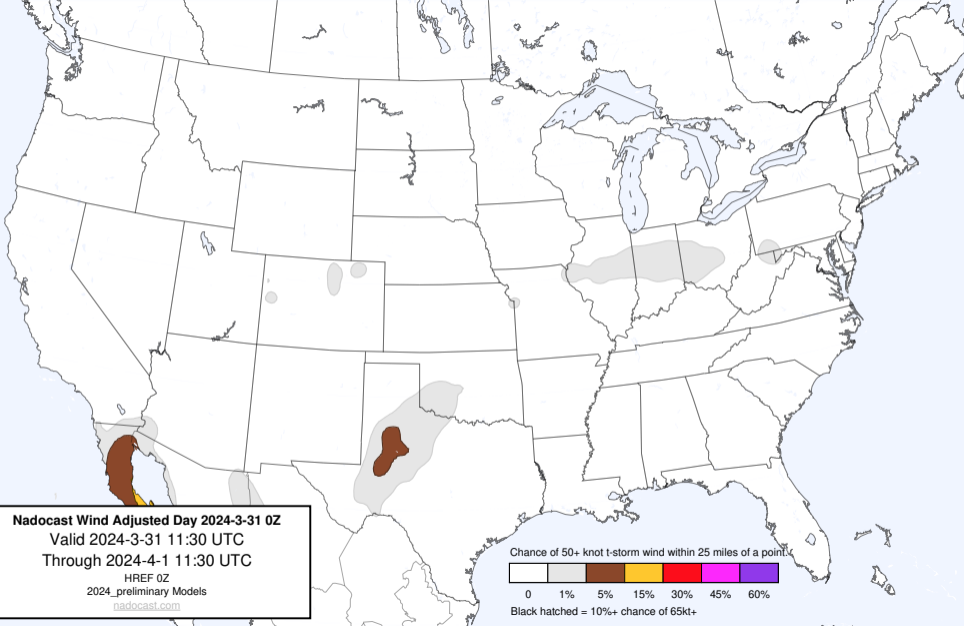 Nadocast Wind Adjusted Day 2024-3-31 0Z
Valid 2024-3-31 11:30 UTC
Through 2024-4-1 11:30 UTC
HREF 0Z
2024_preliminary Models
nadocast.com
Chance of 50+ knot t-storm wind within 25 miles of a point.
0 1% 5% 15% 30% 45% 60%
Black hatched = 10%+ chance of 65kt+